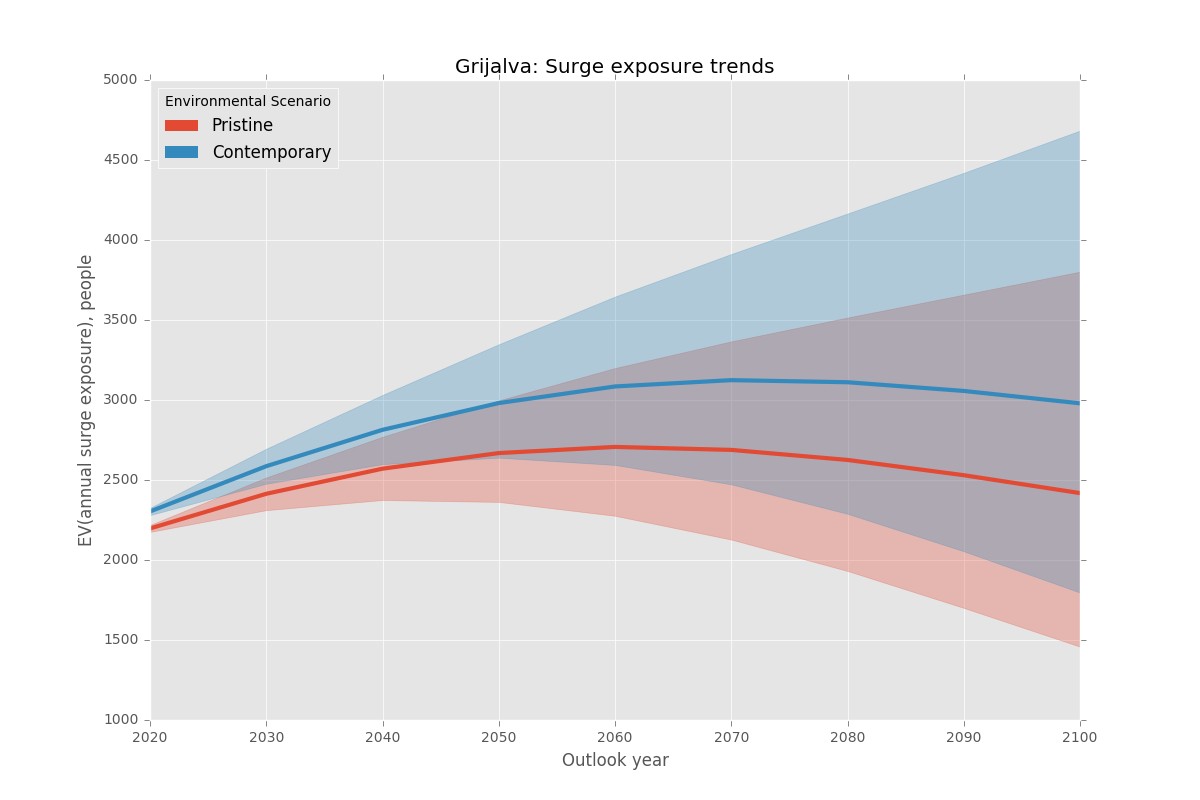 Grijalva: Surge exposure trends
Environmental Scenario
Pristine
Contemporary
EV(annual surge exposure), people
5000
4500
4000
3500
3000
2500
2000
1500
1000
2020 2030 2040 2050 2060 2070 2080 2090 2100
Outlook year